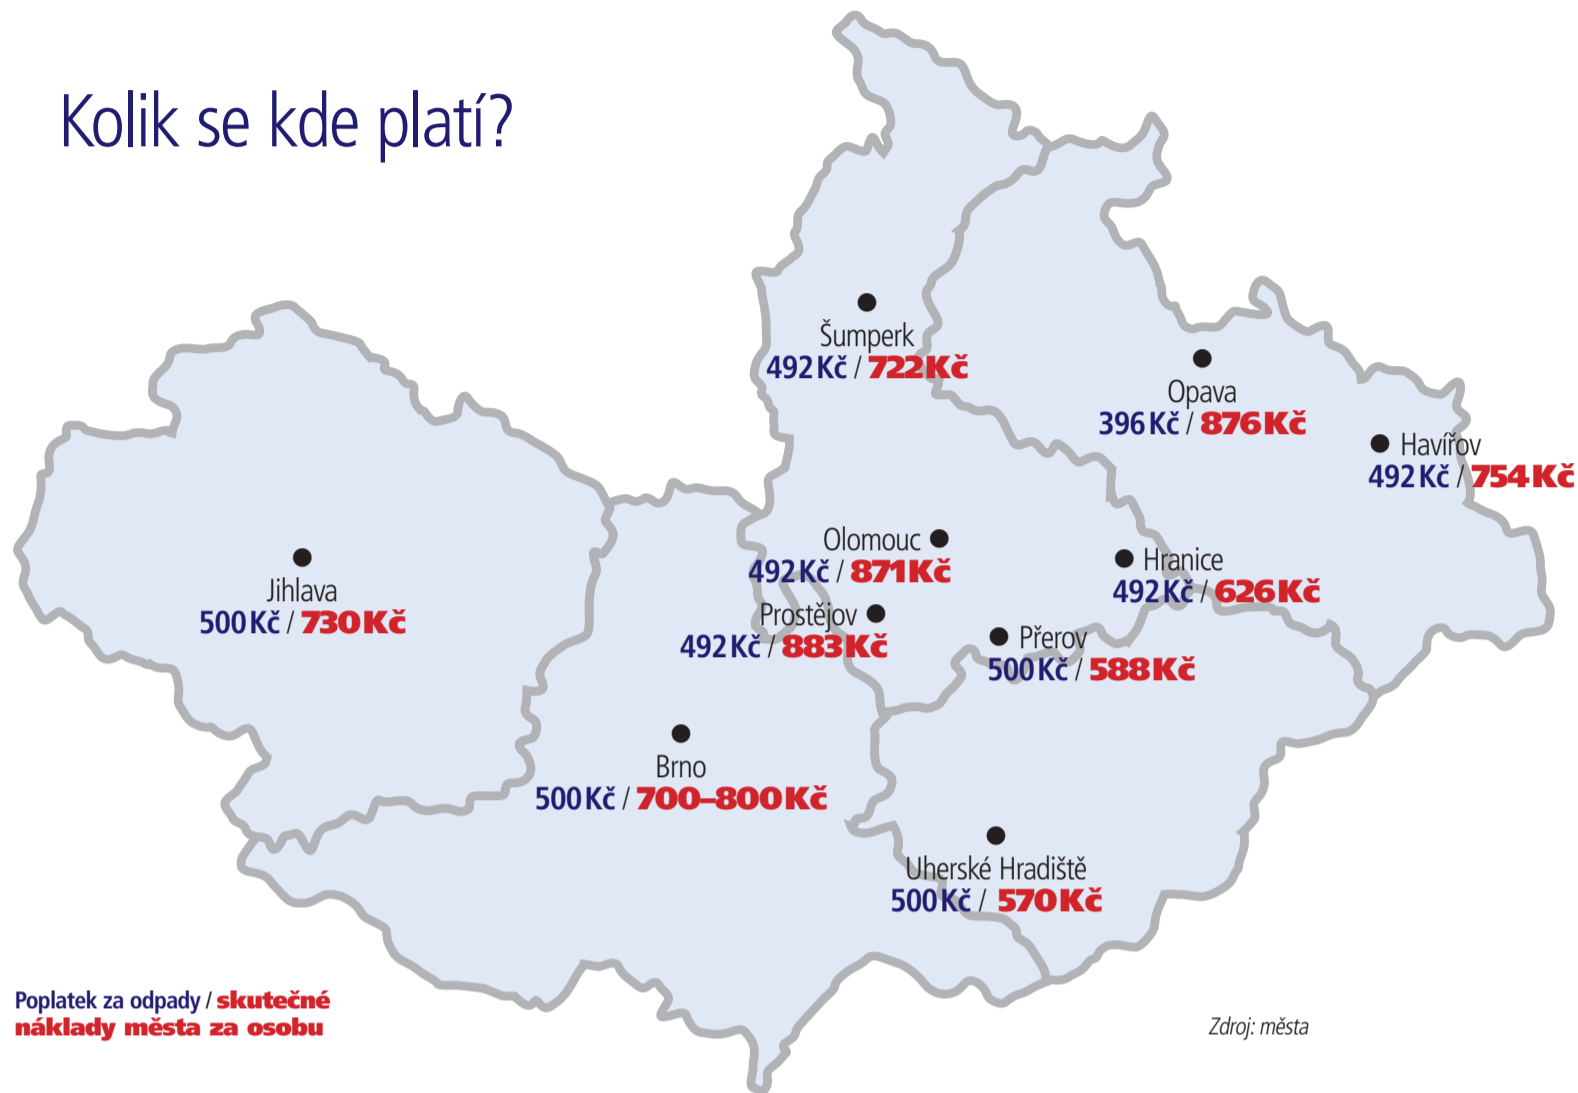 Kolik se kde platí?
Šumperk
492 Kč / 722 Kč
Opava
396 Kč / 876 Kč
Havířov
492 Kč / 754 Kč
Olomouc
492 Kč / 871 Kč
Hranice
492 Kč / 626 Kč
Jihlava
500 Kč / 730 Kč
Prostějov
492 Kč / 883 Kč
Přerov
500 Kč / 588 Kč
Brno
500 Kč / 700–800 Kč
Uherské Hradiště
500 Kč / 570 Kč
Poplatek za odpady / skutečné
náklady města za osobu
Zdroj: města